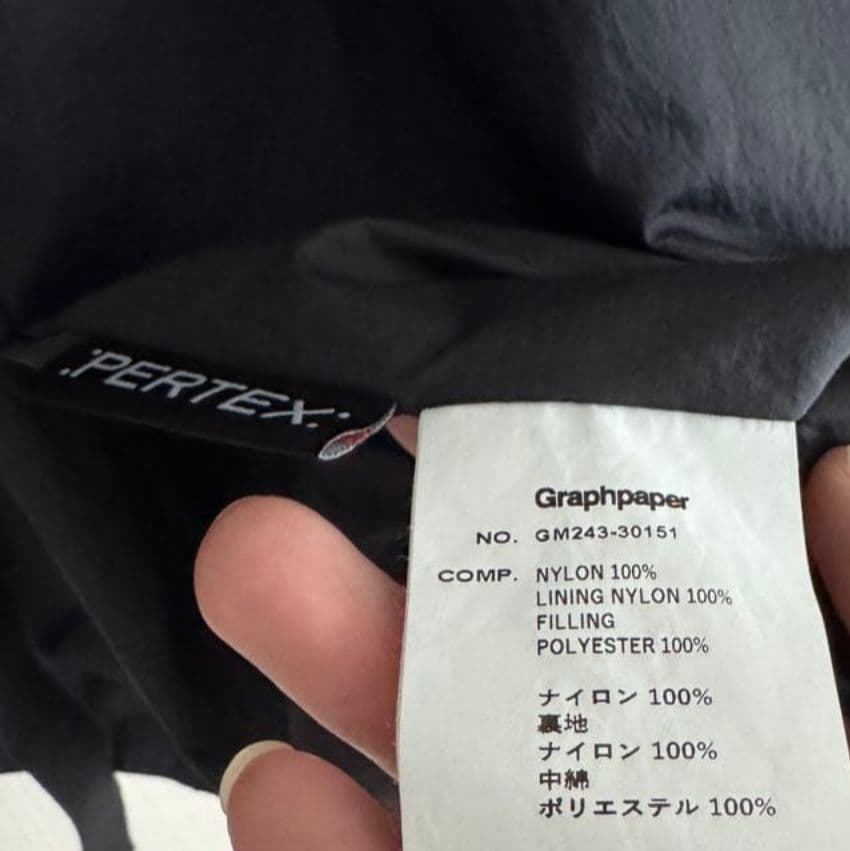 PERTEX
Graphpaper
NO. GM243-30151
COMP. NYLON 100%
LINING NYLON 100%
FILLING
POLYESTER 100%
ナイロン 100%
裏地
ナイロン 100%
中綿
ポリエステル 100%